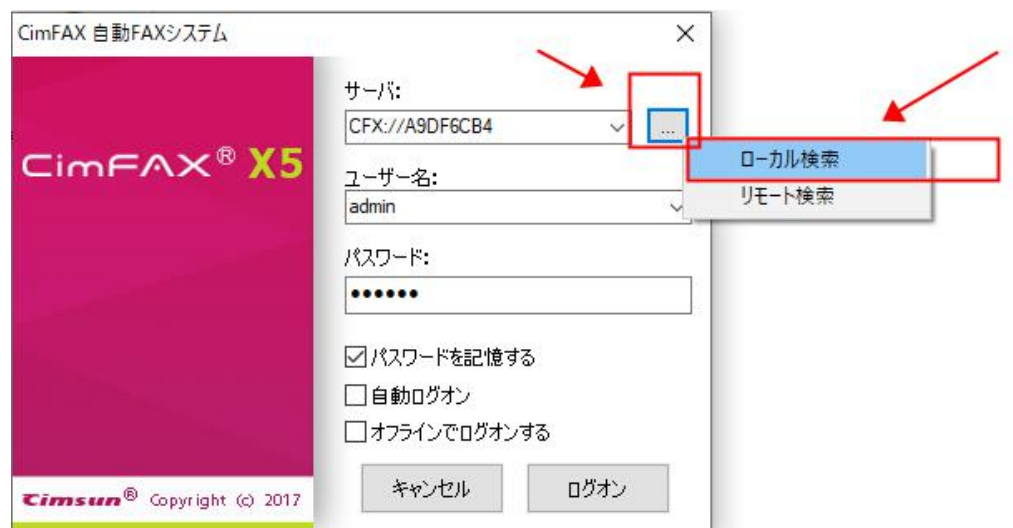 CimFAX 自動FAXシステム
サーバ:
CFX://A9DF6CB4
...
ローカル検索
リモート検索
CimFAX® X5
ユーザー名:
admin
パスワード:
●●●●●●
パスワードを記憶する
自動ログオン
オフラインでログオンする
キャンセル
ログオン
Cimsun® Copyright (c) 2017